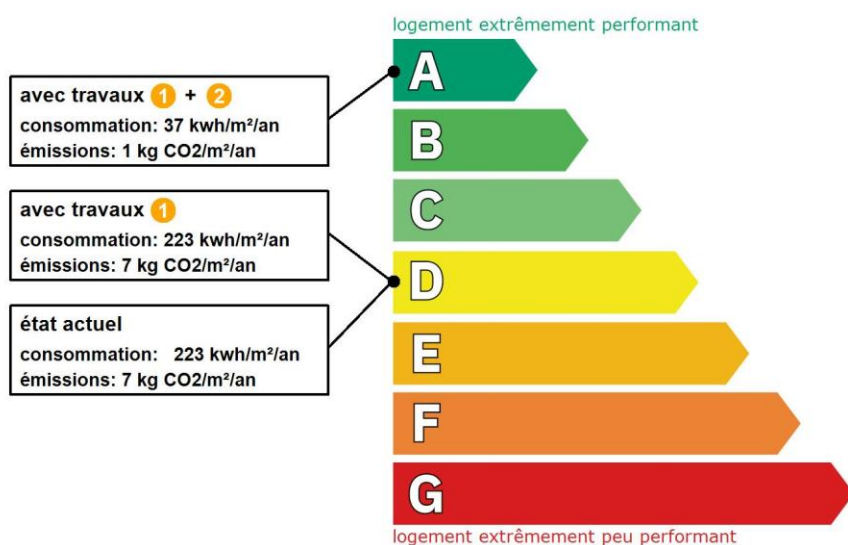 logement extrêmement performant
A
avec travaux 1 + 2
consommation: 37 kwh/m²/an
émissions: 1 kg CO2/m²/an
B
C
avec travaux 1
consommation: 223 kwh/m²/an
émissions: 7 kg CO2/m²/an
D
état actuel
consommation: 223 kwh/m²/an
émissions: 7 kg CO2/m²/an
E
F
G
logement extrêmement peu performant